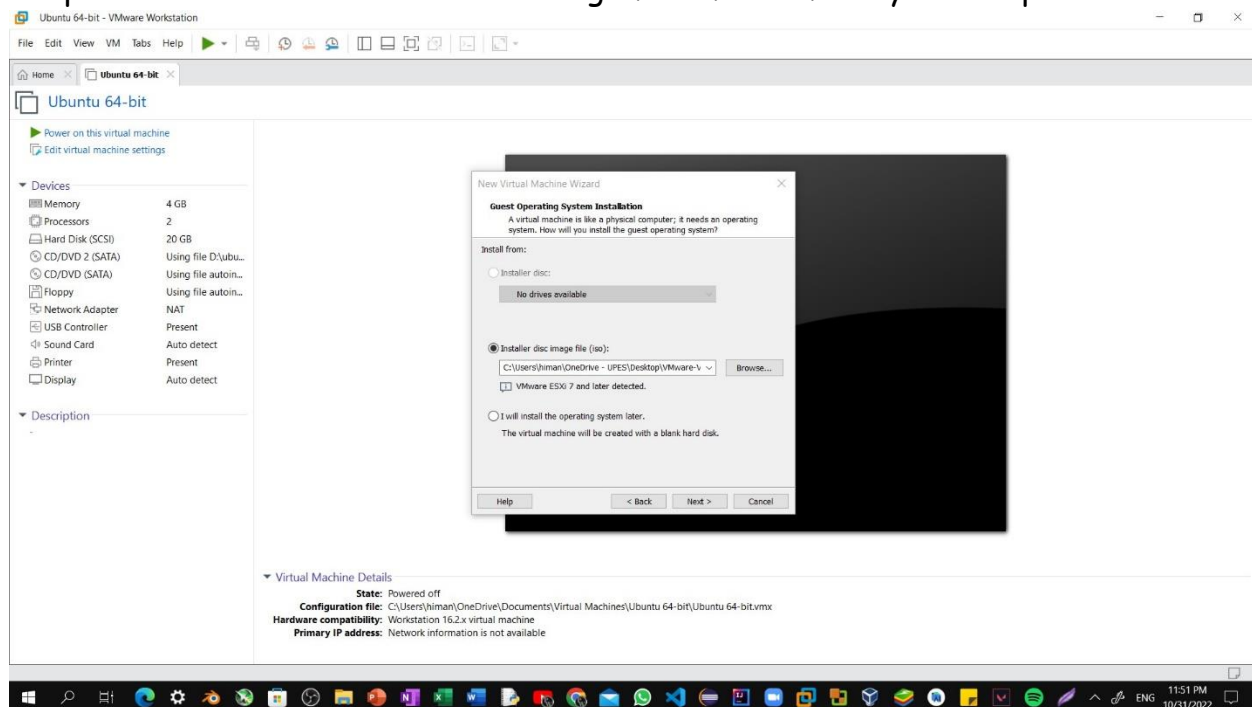 Ubuntu 64-bit - VMware Workstation
File Edit View VM Tabs Help
Home Ubuntu 64-bit
Ubuntu 64-bit
Power on this virtual machine
Edit virtual machine settings
Devices
Memory 4 GB
Processors 2
Hard Disk (SCSI) 20 GB
CD/DVD 2 (SATA) Using file D:\ubu...
CD/DVD (SATA) Using file autoin...
Floppy Using file autoin...
Network Adapter NAT
USB Controller Present
Sound Card Auto detect
Printer Present
Display Auto detect
Description
-
New Virtual Machine Wizard
Guest Operating System Installation
A virtual machine is like a physical computer; it needs an operating
system. How will you install the guest operating system?
Install from:
Installer disc:
No drives available
Installer disc image file (iso):
C:\Users\himan\OneDrive - UPES\Desktop\VMware-V Browse...
VMware ESXi 7 and later detected.
I will install the operating system later.
The virtual machine will be created with a blank hard disk.
Help < Back Next > Cancel
Virtual Machine Details
State: Powered off
Configuration file: C:\Users\himan\OneDrive\Documents\Virtual Machines\Ubuntu 64-bit\Ubuntu 64-bit.vmx
Hardware compatibility: Workstation 16.2.x virtual machine
Primary IP address: Network information is not available
ENG 11:51 PM
10/31/2022